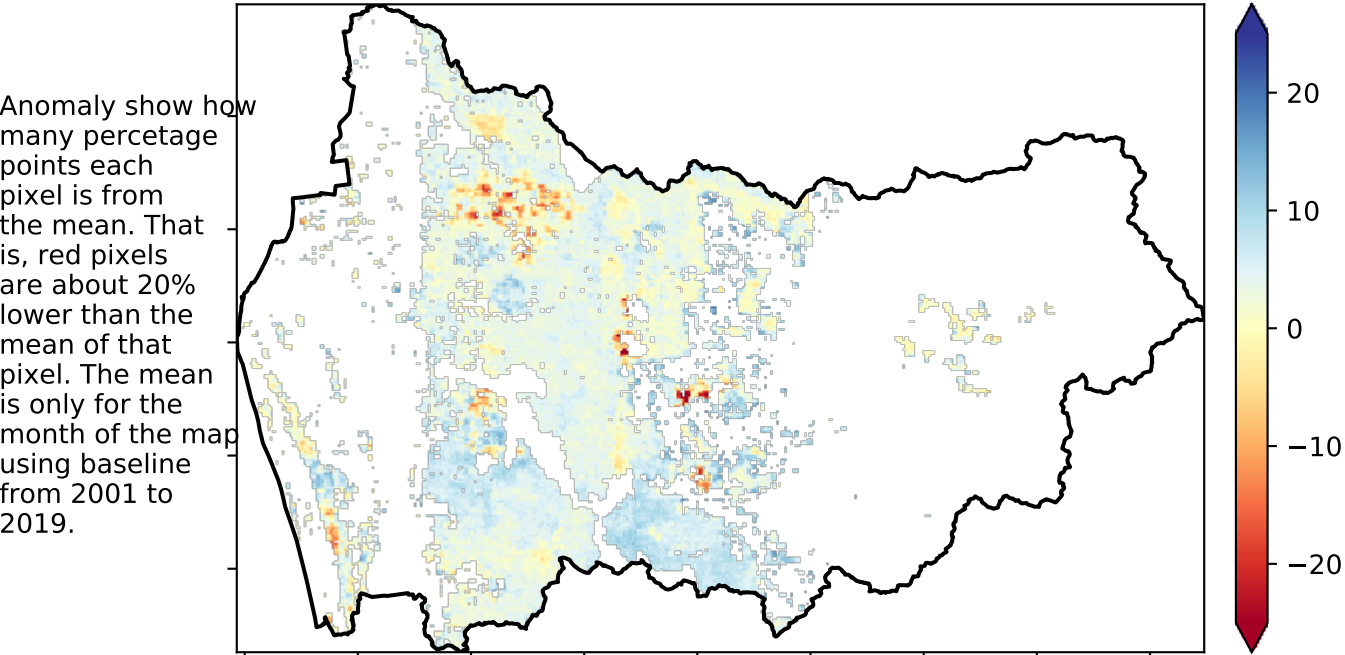 Anomaly show how
many percetage
points each
pixel is from
the mean. That
is, red pixels
are about 20%
lower than the
mean of that
pixel. The mean
is only for the
month of the map
using baseline
from 2001 to
2019.
20
10
0
−10
−20